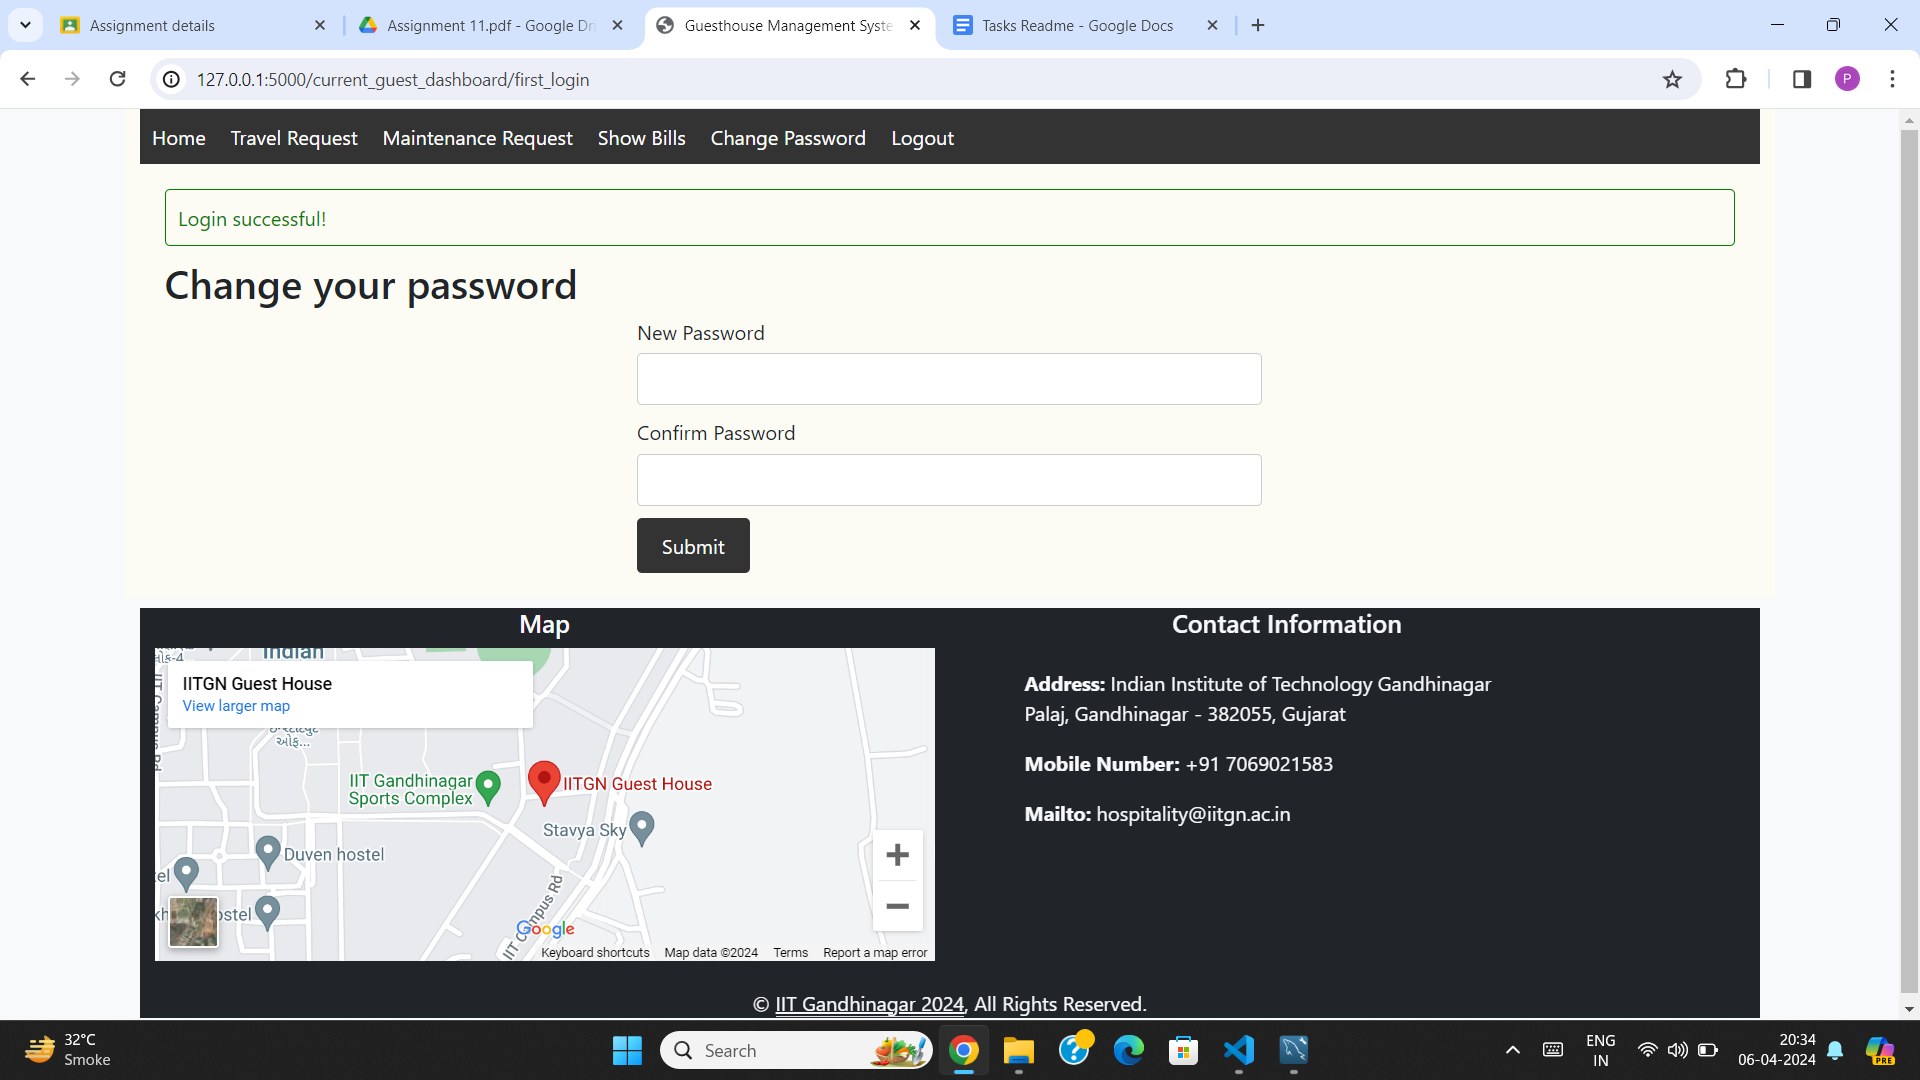 Assignment details
Assignment 11.pdf - Google Dri
Guesthouse Management Syste
Tasks Readme - Google Docs
127.0.0.1:5000/current_guest_dashboard/first_login
P
Home Travel Request Maintenance Request Show Bills Change Password Logout
Login successful!
Change your password
New Password
Confirm Password
Submit
Map
IITGN Guest House
View larger map
Indian
IIT Gandhinagar
Sports Complex
IITGN Guest House
Stavya Sky
Duven hostel
IIT Campus Rd
Google
Keyboard shortcuts Map data ©2024 Terms Report a map error
Contact Information
Address: Indian Institute of Technology Gandhinagar
Palaj, Gandhinagar - 382055, Gujarat
Mobile Number: +91 7069021583
Mailto: hospitality@iitgn.ac.in
© IIT Gandhinagar 2024, All Rights Reserved.
32°C
Smoke
Search
ENG
IN
20:34
06-04-2024
PRE